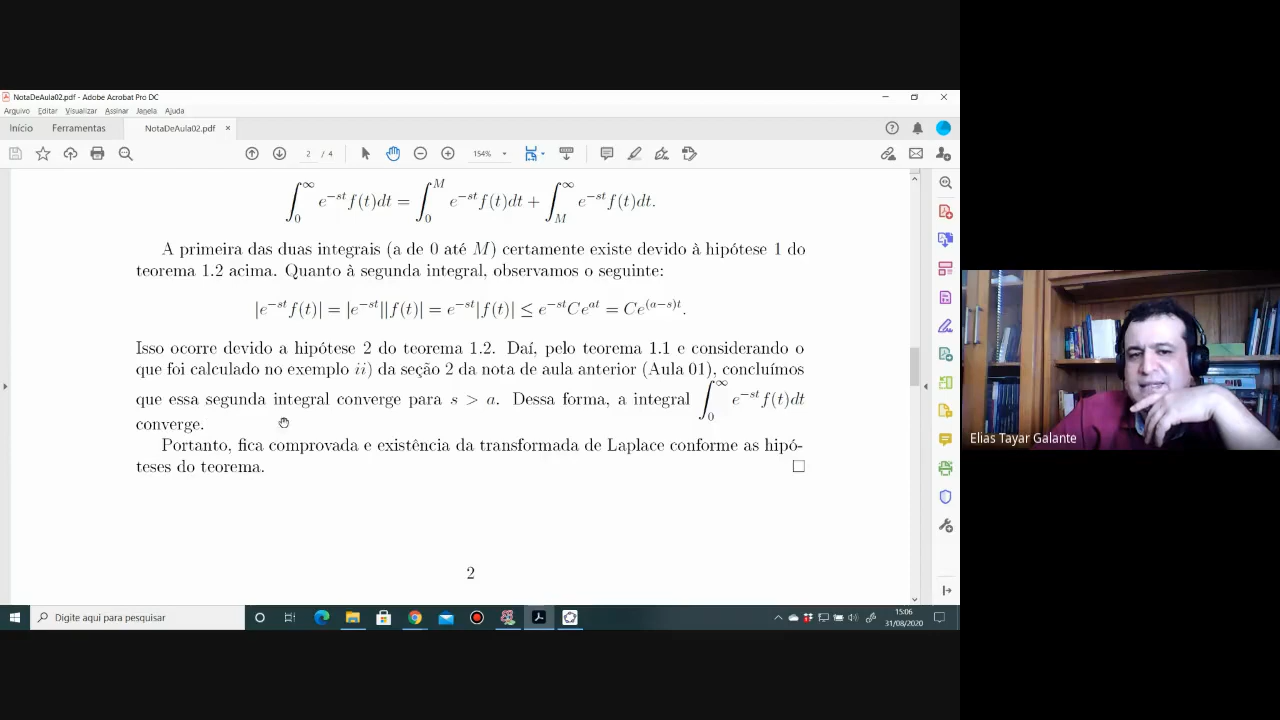 NotaDeAula02.pdf - Adobe Acrobat Pro DC
Arquivo Editar Visualizar Assinar Janela Ajuda
Início Ferramentas NotaDeAula02.pdf ×
2 / 4 154%
∫_0^∞ e^{-st} f(t)dt = ∫_0^M e^{-st} f(t)dt + ∫_M^∞ e^{-st} f(t)dt.
A primeira das duas integrais (a de 0 até M) certamente existe devido à hipótese 1 do
teorema 1.2 acima. Quanto à segunda integral, observamos o seguinte:
|e^{-st} f(t)| = |e^{-st}||f(t)| = e^{-st}|f(t)| ≤ e^{-st}Ce^{at} = Ce^{(a-s)t}.
Isso ocorre devido a hipótese 2 do teorema 1.2. Daí, pelo teorema 1.1 e considerando o
que foi calculado no exemplo ii) da seção 2 da nota de aula anterior (Aula 01), concluímos
que essa segunda integral converge para s > a. Dessa forma, a integral ∫_0^∞ e^{-st} f(t)dt
converge.
Portanto, fica comprovada e existência da transformada de Laplace conforme as hipó-
teses do teorema. □
2
Elias Tayar Galante
Digite aqui para pesquisar
15:06
31/08/2020